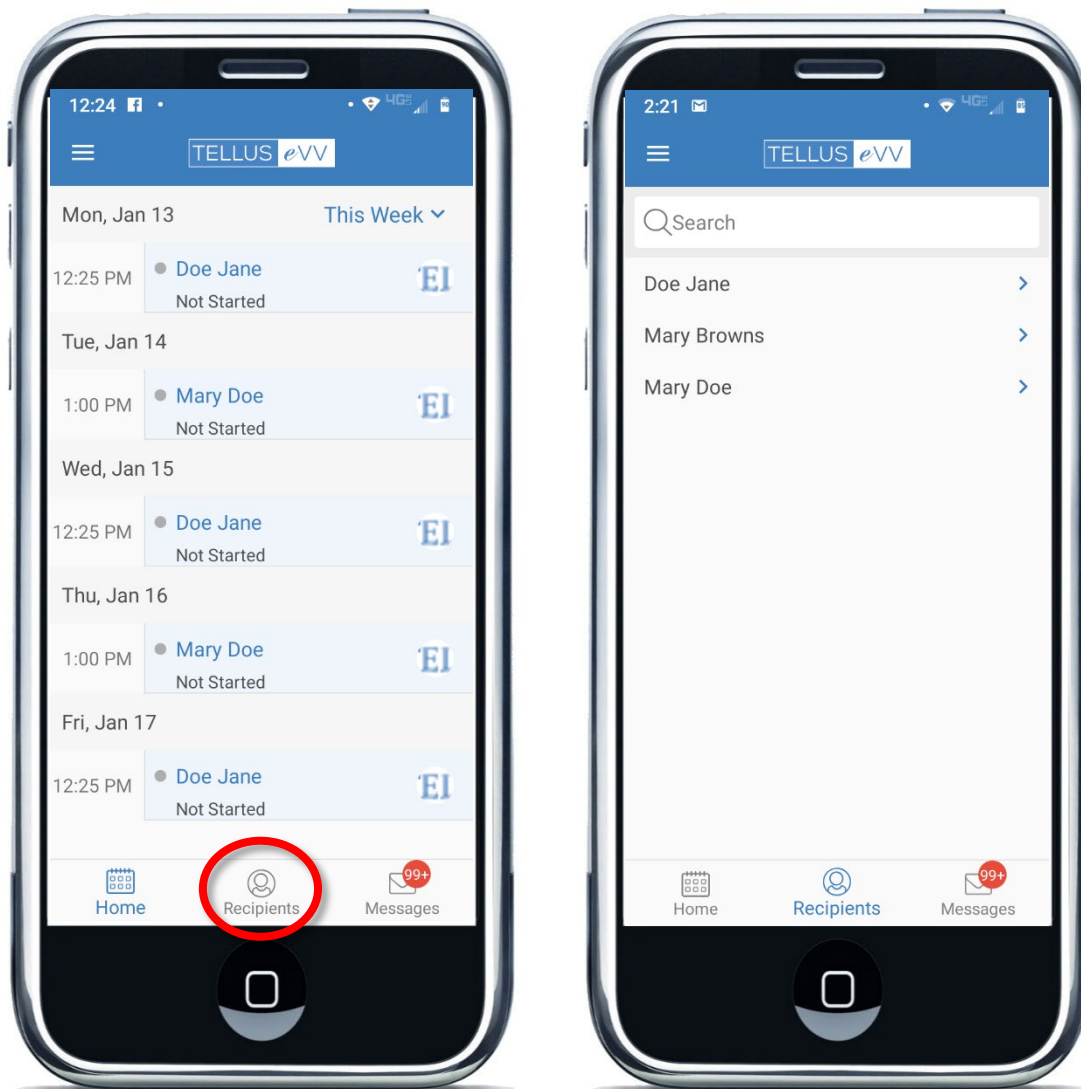 12:24
4GE
TELLUS eVV
Mon, Jan 13 This Week
12:25 PM Doe Jane EI
Not Started
Tue, Jan 14
1:00 PM Mary Doe EI
Not Started
Wed, Jan 15
12:25 PM Doe Jane EI
Not Started
Thu, Jan 16
1:00 PM Mary Doe EI
Not Started
Fri, Jan 17
12:25 PM Doe Jane EI
Not Started
99+
Home Recipients Messages
2:21
4GE
TELLUS eVV
Search
Doe Jane
Mary Browns
Mary Doe
99+
Home Recipients Messages